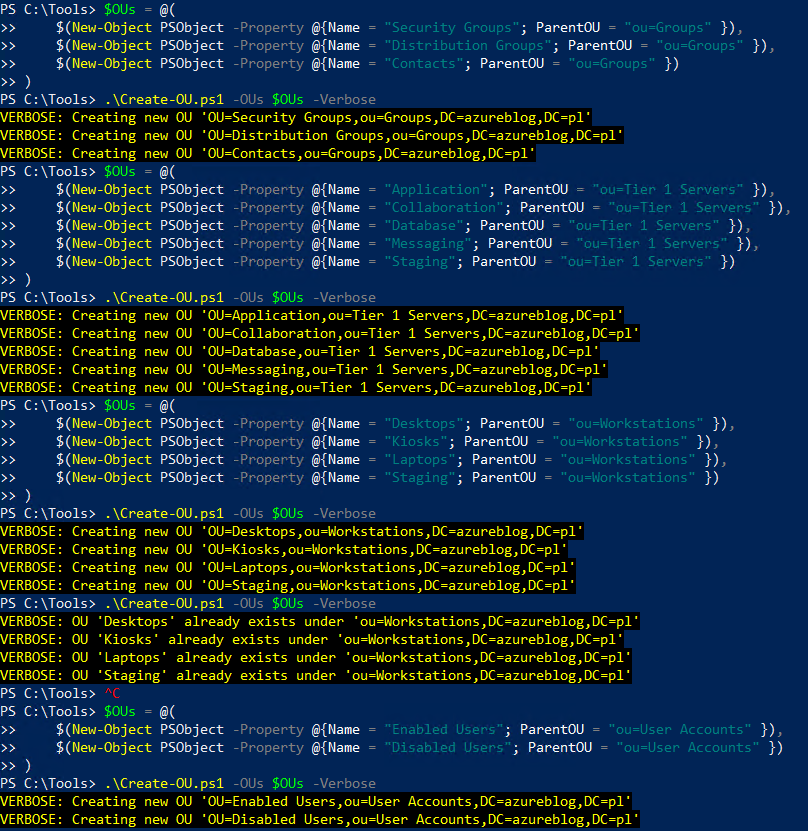 PS C:\Tools> $OUs = @(
>>     $(New-Object PSObject -Property @{Name = "Security Groups"; ParentOU = "ou=Groups" }),
>>     $(New-Object PSObject -Property @{Name = "Distribution Groups"; ParentOU = "ou=Groups" }),
>>     $(New-Object PSObject -Property @{Name = "Contacts"; ParentOU = "ou=Groups" })
>> )
PS C:\Tools> .\Create-OU.ps1 -OUs $OUs -Verbose
VERBOSE: Creating new OU 'OU=Security Groups,ou=Groups,DC=azureblog,DC=pl'
VERBOSE: Creating new OU 'OU=Distribution Groups,ou=Groups,DC=azureblog,DC=pl'
VERBOSE: Creating new OU 'OU=Contacts,ou=Groups,DC=azureblog,DC=pl'
PS C:\Tools> $OUs = @(
>>     $(New-Object PSObject -Property @{Name = "Application"; ParentOU = "ou=Tier 1 Servers" }),
>>     $(New-Object PSObject -Property @{Name = "Collaboration"; ParentOU = "ou=Tier 1 Servers" }),
>>     $(New-Object PSObject -Property @{Name = "Database"; ParentOU = "ou=Tier 1 Servers" }),
>>     $(New-Object PSObject -Property @{Name = "Messaging"; ParentOU = "ou=Tier 1 Servers" }),
>>     $(New-Object PSObject -Property @{Name = "Staging"; ParentOU = "ou=Tier 1 Servers" })
>> )
PS C:\Tools> .\Create-OU.ps1 -OUs $OUs -Verbose
VERBOSE: Creating new OU 'OU=Application,ou=Tier 1 Servers,DC=azureblog,DC=pl'
VERBOSE: Creating new OU 'OU=Collaboration,ou=Tier 1 Servers,DC=azureblog,DC=pl'
VERBOSE: Creating new OU 'OU=Database,ou=Tier 1 Servers,DC=azureblog,DC=pl'
VERBOSE: Creating new OU 'OU=Messaging,ou=Tier 1 Servers,DC=azureblog,DC=pl'
VERBOSE: Creating new OU 'OU=Staging,ou=Tier 1 Servers,DC=azureblog,DC=pl'
PS C:\Tools> $OUs = @(
>>     $(New-Object PSObject -Property @{Name = "Desktops"; ParentOU = "ou=Workstations" }),
>>     $(New-Object PSObject -Property @{Name = "Kiosks"; ParentOU = "ou=Workstations" }),
>>     $(New-Object PSObject -Property @{Name = "Laptops"; ParentOU = "ou=Workstations" }),
>>     $(New-Object PSObject -Property @{Name = "Staging"; ParentOU = "ou=Workstations" })
>> )
PS C:\Tools> .\Create-OU.ps1 -OUs $OUs -Verbose
VERBOSE: Creating new OU 'OU=Desktops,ou=Workstations,DC=azureblog,DC=pl'
VERBOSE: Creating new OU 'OU=Kiosks,ou=Workstations,DC=azureblog,DC=pl'
VERBOSE: Creating new OU 'OU=Laptops,ou=Workstations,DC=azureblog,DC=pl'
VERBOSE: Creating new OU 'OU=Staging,ou=Workstations,DC=azureblog,DC=pl'
PS C:\Tools> .\Create-OU.ps1 -OUs $OUs -Verbose
VERBOSE: OU 'Desktops' already exists under 'ou=Workstations,DC=azureblog,DC=pl'
VERBOSE: OU 'Kiosks' already exists under 'ou=Workstations,DC=azureblog,DC=pl'
VERBOSE: OU 'Laptops' already exists under 'ou=Workstations,DC=azureblog,DC=pl'
VERBOSE: OU 'Staging' already exists under 'ou=Workstations,DC=azureblog,DC=pl'
PS C:\Tools> ^C
PS C:\Tools> $OUs = @(
>>     $(New-Object PSObject -Property @{Name = "Enabled Users"; ParentOU = "ou=User Accounts" }),
>>     $(New-Object PSObject -Property @{Name = "Disabled Users"; ParentOU = "ou=User Accounts" })
>> )
PS C:\Tools> .\Create-OU.ps1 -OUs $OUs -Verbose
VERBOSE: Creating new OU 'OU=Enabled Users,ou=User Accounts,DC=azureblog,DC=pl'
VERBOSE: Creating new OU 'OU=Disabled Users,ou=User Accounts,DC=azureblog,DC=pl'